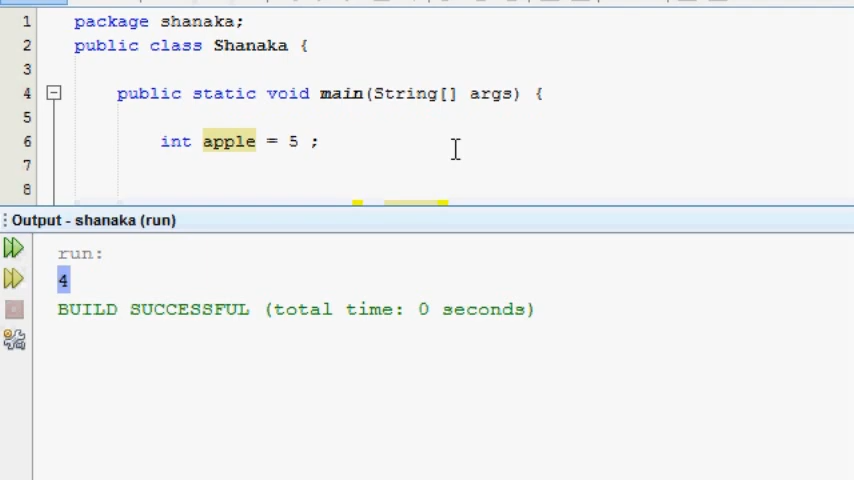 1 package shanaka;
2 public class Shanaka {
3
4 public static void main(String[] args) {
5
6 int apple = 5 ;
7
8
Output - shanaka (run)
run:
4
BUILD SUCCESSFUL (total time: 0 seconds)